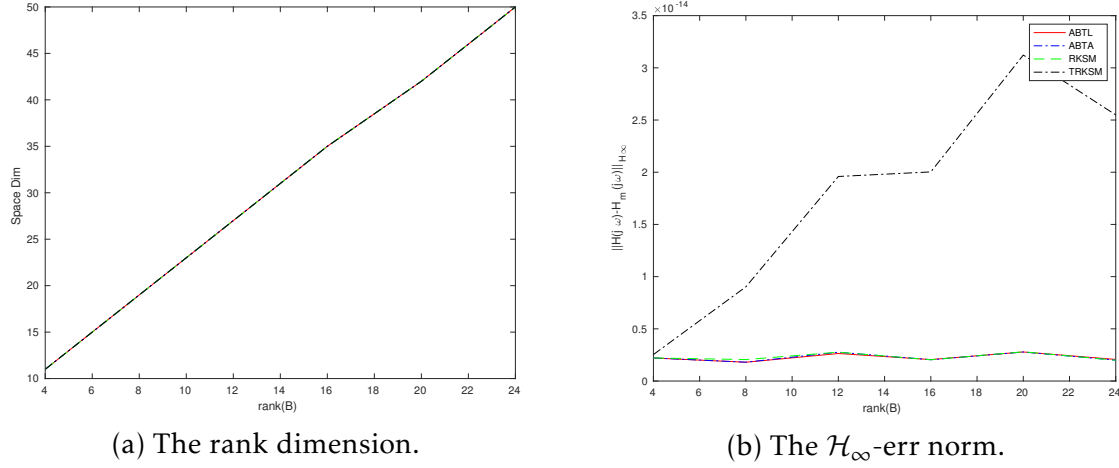 50
45
40
35
30
25
20
15
10
Space Dim
4 6 8 10 12 14 16 18 20 22 24
rank(B)
(a) The rank dimension.
×10^-14
3.5
3
2.5
2
1.5
1
0.5
0
||H(j ω)-H_m (jω)||_H∞
ABTL
ABTA
RKSM
TRKSM
4 6 8 10 12 14 16 18 20 22 24
rank(B)
(b) The ℋ∞-err norm.